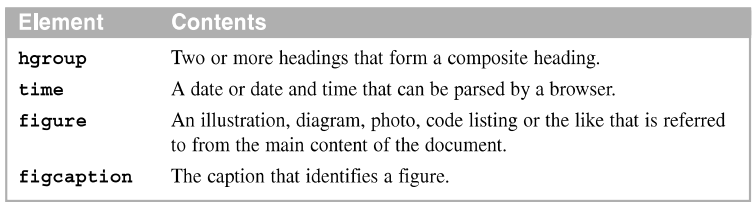 Element Contents
hgroup Two or more headings that form a composite heading.
time A date or date and time that can be parsed by a browser.
figure An illustration, diagram, photo, code listing or the like that is referred
to from the main content of the document.
figcaption The caption that identifies a figure.